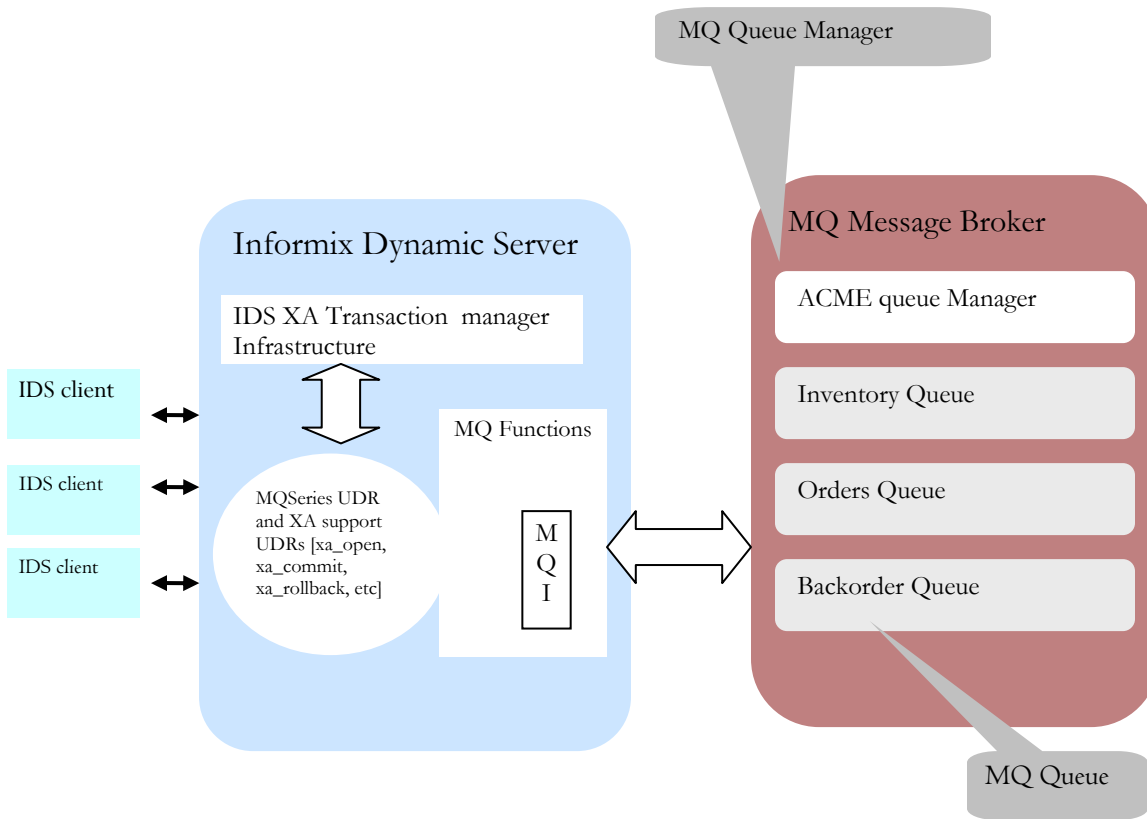 MQ Queue Manager
Informix Dynamic Server
IDS XA Transaction manager
Infrastructure
IDS client
IDS client
IDS client
MQSeries UDR
and XA support
UDRs [xa_open,
xa_commit,
xa_rollback, etc]
MQ Functions
M
Q
I
MQ Message Broker
ACME queue Manager
Inventory Queue
Orders Queue
Backorder Queue
MQ Queue